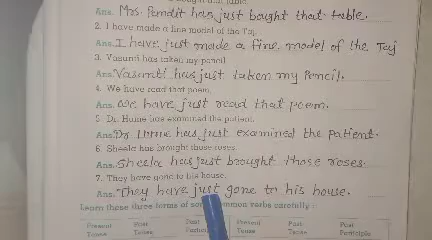 Ans. Mrs. Pandit has just bought that table.
2. I have made a fine model of the Taj.
Ans. I have just made a fine model of the Taj
3. Vasunti has taken my pencil.
Ans. Vasunti has just taken my Pencil.
4. We have read that poem.
Ans. We have just read that poem.
5. Dr. Home has examined the patient.
Ans. Dr. Home has just examined the patient.
6. Sheela has brought those roses.
Ans. Sheela has just brought those roses.
7. They have gone to his house.
Ans. They have just gone to his house.
Learn these three forms of some common verbs carefully :
Present Past Past Present Past Past
Tense Tense Tense Tense Participle